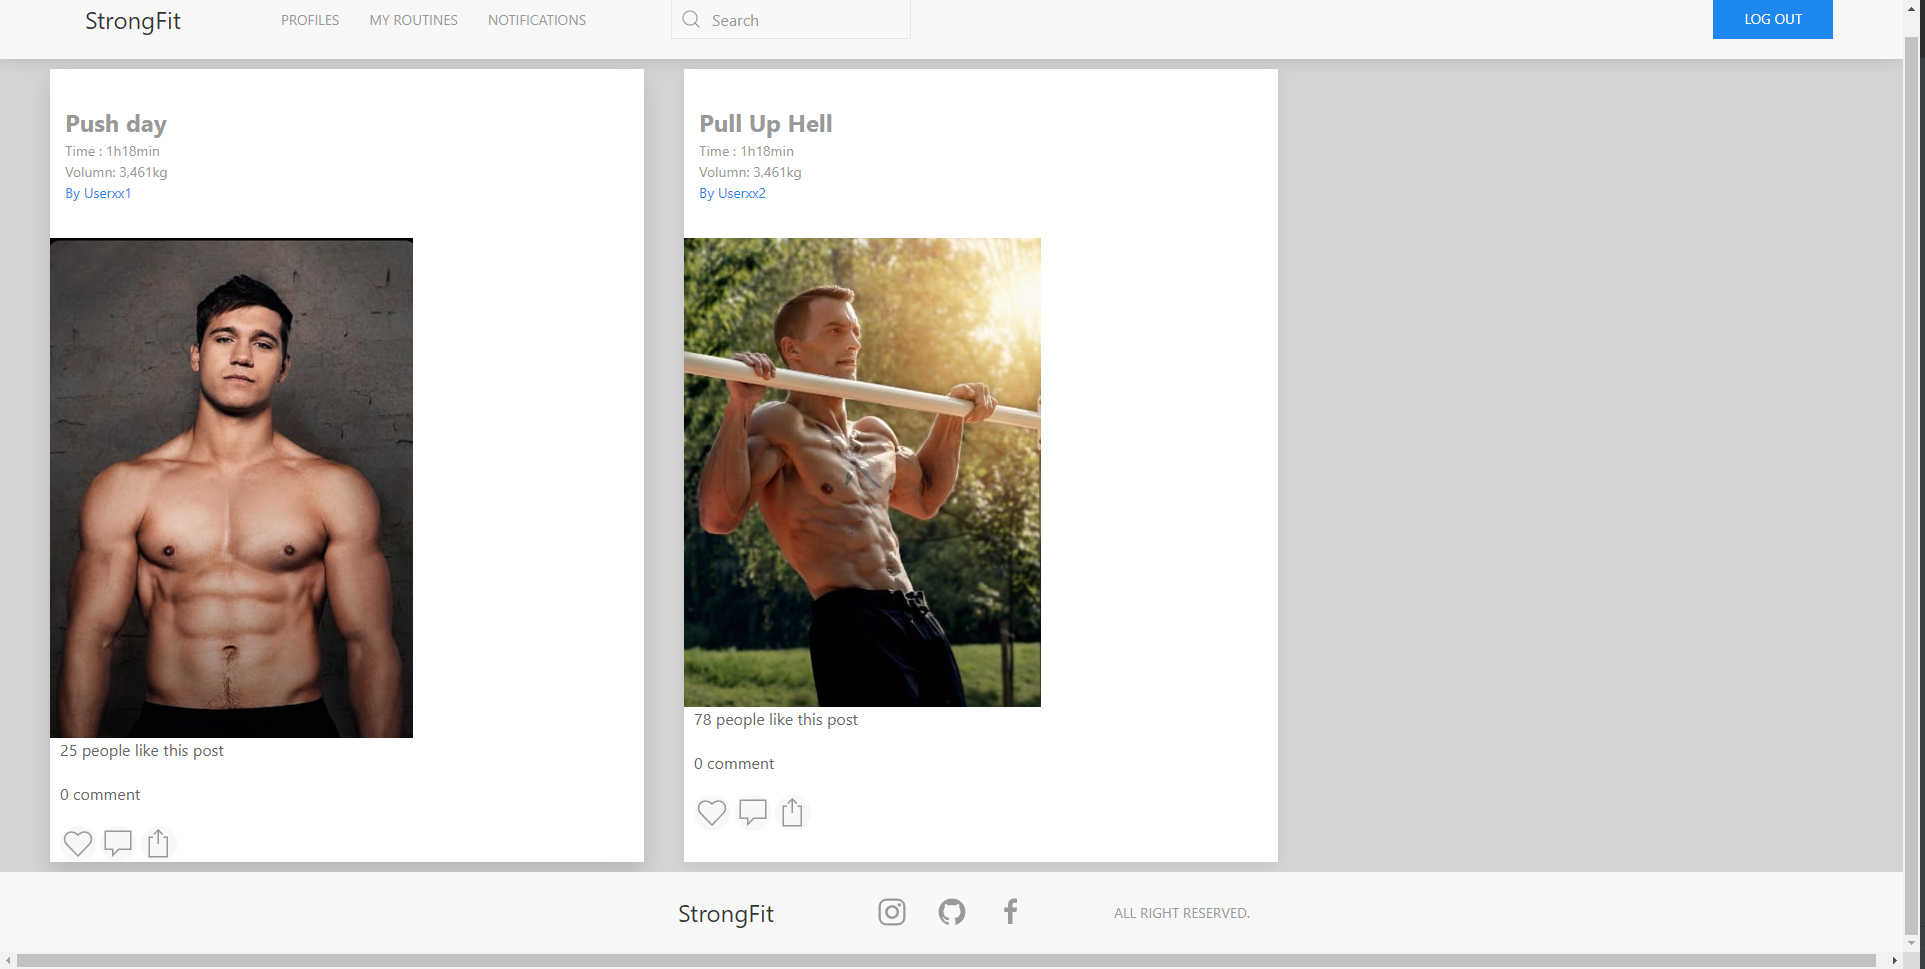 StrongFit
PROFILES
MY ROUTINES
NOTIFICATIONS
Search
LOG OUT
Push day
Time : 1h18min
Volumn: 3,461kg
By Userxx1
25 people like this post
0 comment
Pull Up Hell
Time : 1h18min
Volumn: 3,461kg
By Userxx2
78 people like this post
0 comment
StrongFit
ALL RIGHT RESERVED.